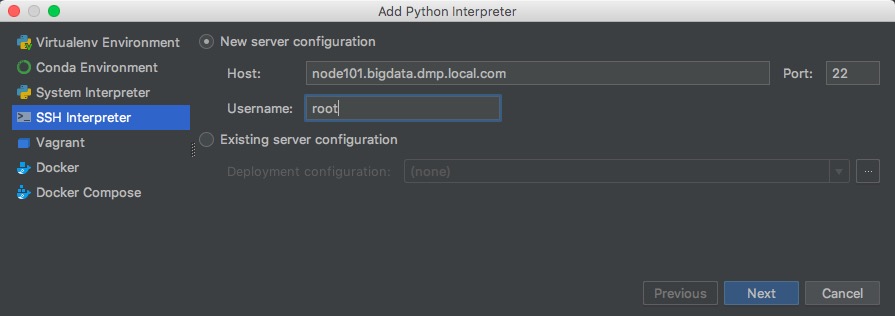 Add Python Interpreter
Virtualenv Environment
Conda Environment
System Interpreter
SSH Interpreter
Vagrant
Docker
Docker Compose
New server configuration
Host: node101.bigdata.dmp.local.com Port: 22
Username: root
Existing server configuration
Deployment configuration: (none) ...
Previous Next Cancel